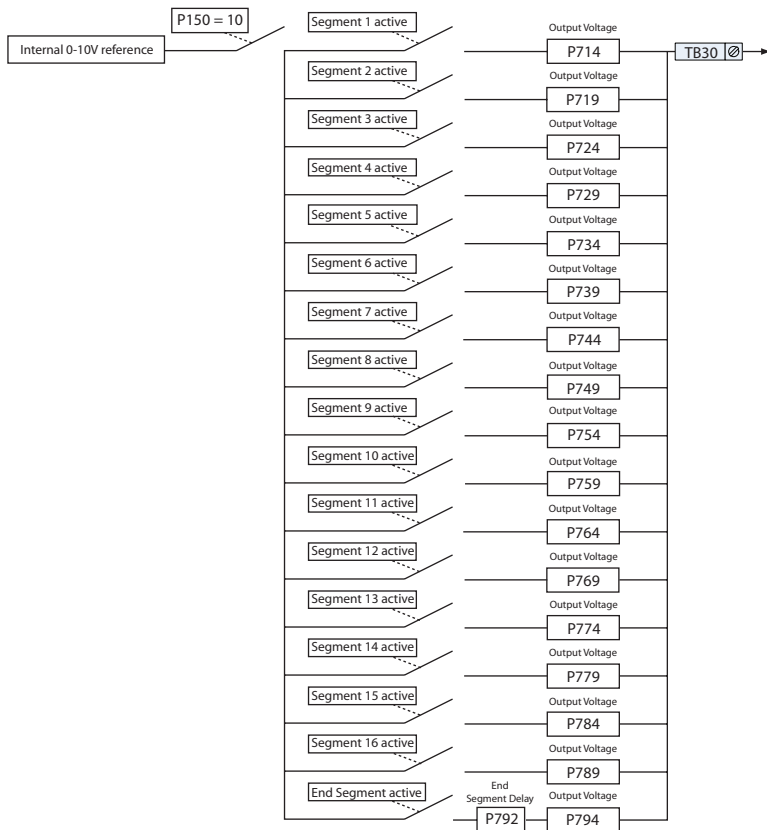 P150 = 10
Internal 0-10V reference
Segment 1 active
Output Voltage
P714
TB30
Segment 2 active
Output Voltage
P719
Segment 3 active
Output Voltage
P724
Segment 4 active
Output Voltage
P729
Segment 5 active
Output Voltage
P734
Segment 6 active
Output Voltage
P739
Segment 7 active
Output Voltage
P744
Segment 8 active
Output Voltage
P749
Segment 9 active
Output Voltage
P754
Segment 10 active
Output Voltage
P759
Segment 11 active
Output Voltage
P764
Segment 12 active
Output Voltage
P769
Segment 13 active
Output Voltage
P774
Segment 14 active
Output Voltage
P779
Segment 15 active
Output Voltage
P784
Segment 16 active
Output Voltage
P789
End Segment active
End
Segment Delay
P792
Output Voltage
P794